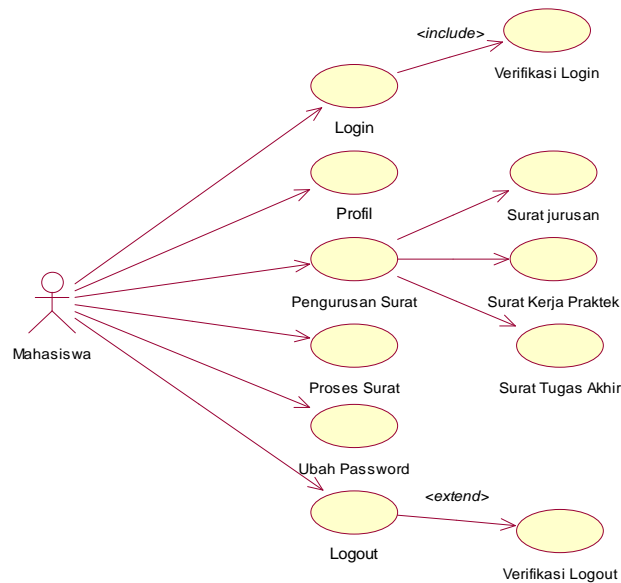 <include>
Verifikasi Login
Login
Profil
Surat jurusan
Pengurusan Surat
Surat Kerja Praktek
Mahasiswa
Proses Surat
Surat Tugas Akhir
Ubah Password
<extend>
Logout
Verifikasi Logout